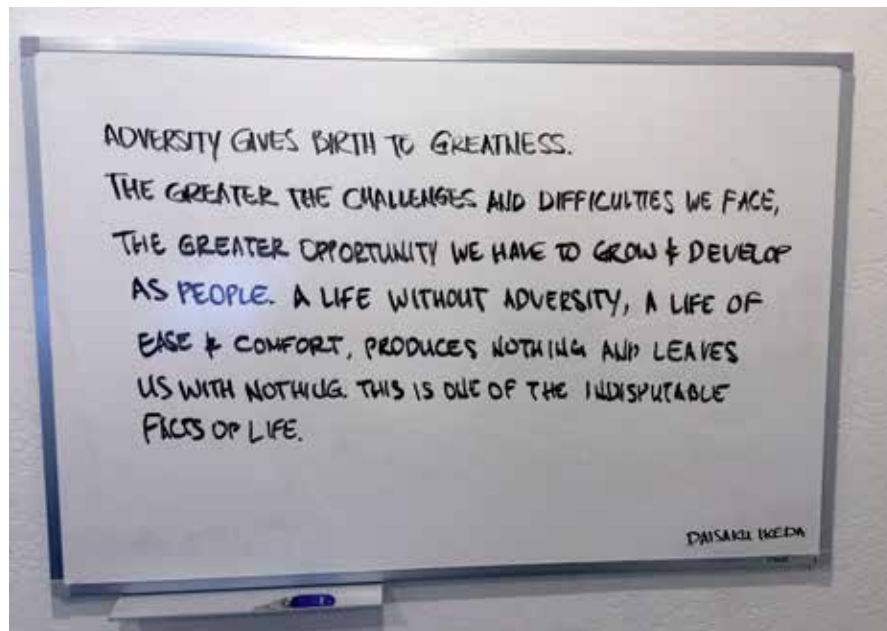 ADVERSITY GIVES BIRTH TO GREATNESS.
THE GREATER THE CHALLENGES AND DIFFICULTIES WE FACE,
THE GREATER OPPORTUNITY WE HAVE TO GROW & DEVELOP
AS PEOPLE. A LIFE WITHOUT ADVERSITY, A LIFE OF
EASE & COMFORT, PRODUCES NOTHING AND LEAVES
US WITH NOTHING. THIS IS ONE OF THE INDISPUTABLE
FACTS OF LIFE.
DAISAKU IKEDA